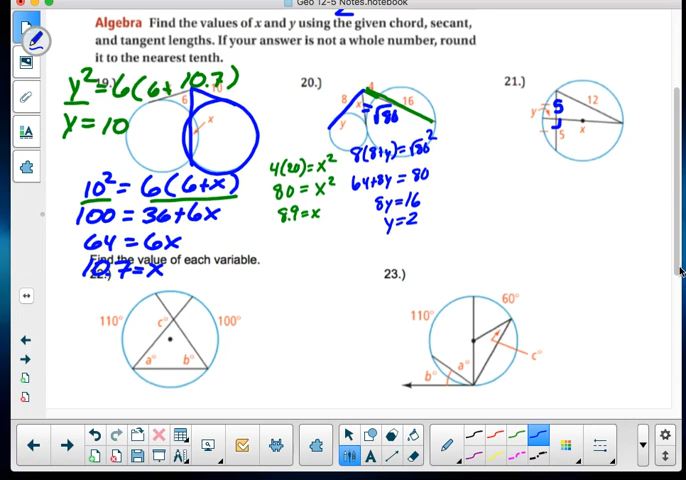 Geo 12-5 Notes.notebook
2
Algebra Find the values of x and y using the given chord, secant,
and tangent lengths. If your answer is not a whole number, round
it to the nearest tenth.
y² = 6(6+10.7)
y = 10
6
x
10² = 6(6+x)
100 = 36+6x
64 = 6x
10.7 = x
20.)
8
4
16
y
x = √80
4(20) = x²
80 = x²
8.9 = x
8(8+y) = √80²
64+8y = 80
8y = 16
y = 2
21.)
y
5
12
5
x
Find the value of each variable.
22.)
110°
c°
100°
a°
b°
23.)
60°
110°
a°
b°
c°
A
A